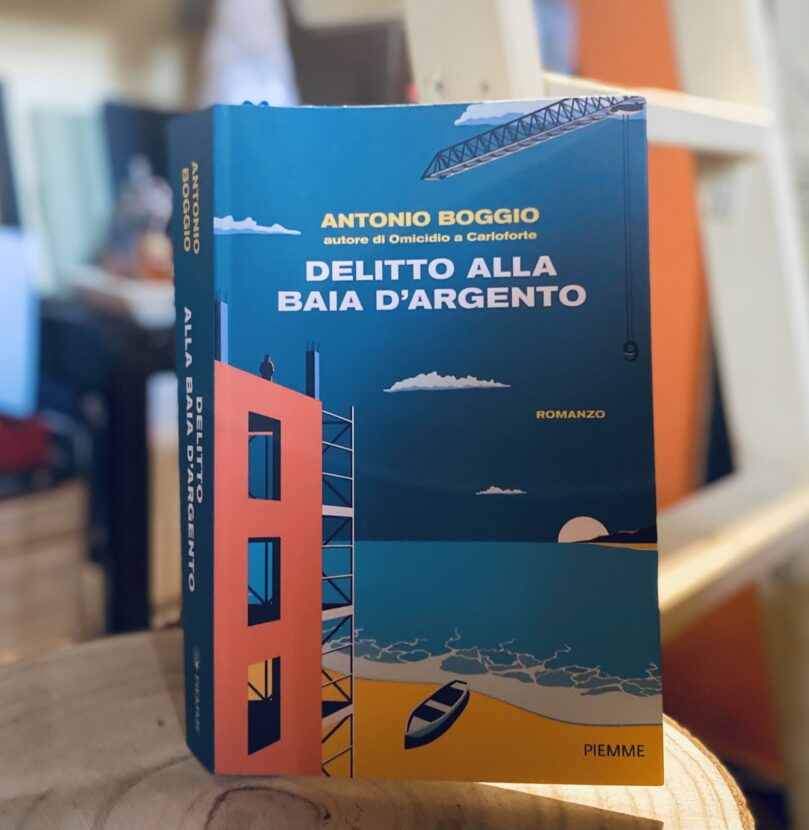 ANTONIO BOGGIO
autore di Omicidio a Carloforte
DELITTO ALLA
BAIA D'ARGENTO
ROMANZO
PIEMME
ANTONIO
BOGGIO
DELITTO
ALLA BAIA D'ARGENTO
PIEMME